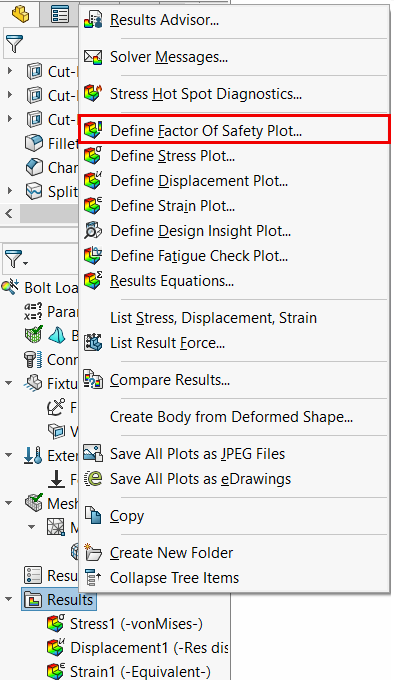 Results Advisor...
Solver Messages...
Cut-
Stress Hot Spot Diagnostics...
Cut-
Cut-
Define Factor Of Safety Plot...
Fille
Define Stress Plot...
Chan
Define Displacement Plot...
Split
Define Strain Plot...
Define Design Insight Plot...
Define Fatigue Check Plot...
Results Equations...
Bolt Loa
Param
List Stress, Displacement, Strain
B
List Result Force...
Conn
Compare Results...
Fixtu
F
Create Body from Deformed Shape...
V
Save All Plots as JPEG Files
Exter
Save All Plots as eDrawings
Fo
Mesh
Copy
M
Create New Folder
Resu
Collapse Tree Items
Results
Stress1 (-vonMises-)
Displacement1 (-Res dis
Strain1 (-Equivalent-)